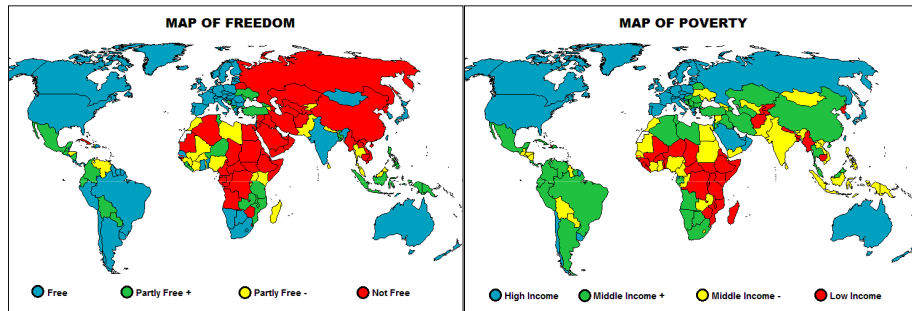 MAP OF FREEDOM
Free
Partly Free +
Partly Free -
Not Free
MAP OF POVERTY
High Income
Middle Income +
Middle Income -
Low Income